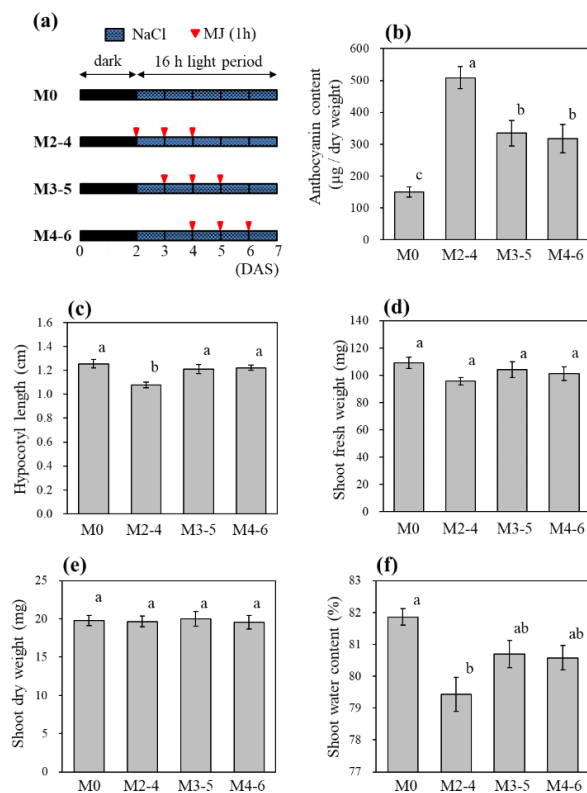 (a)
NaCl MJ (1h)
dark 16 h light period
M0
M2-4
M3-5
M4-6
0 2 3 4 5 6 7
(DAS)
(b)
Anthocyanin content
(µg / dry weight)
600
500
400
300
200
100
0
c a b b
M0 M2-4 M3-5 M4-6
(c)
Hypocotyl length (cm)
1.6
1.4
1.2
1.0
0.8
0.6
0.4
0.2
0.0
a b a a
M0 M2-4 M3-5 M4-6
(d)
Shoot fresh weight (mg)
140
120
100
80
60
40
20
0
a a a a
M0 M2-4 M3-5 M4-6
(e)
Shoot dry weight (mg)
25
20
15
10
5
0
a a a a
M0 M2-4 M3-5 M4-6
(f)
Shoot water content (%)
83
82
81
80
79
78
77
a b ab ab
M0 M2-4 M3-5 M4-6